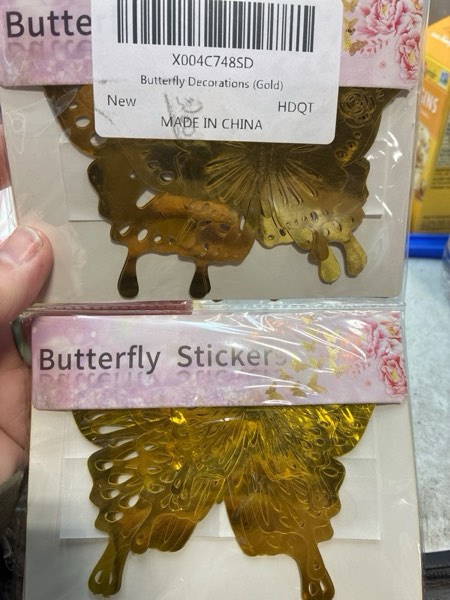 Butte
X004C748SD
Butterfly Decorations (Gold)
New HDQT
MADE IN CHINA
Butterfly Stickers